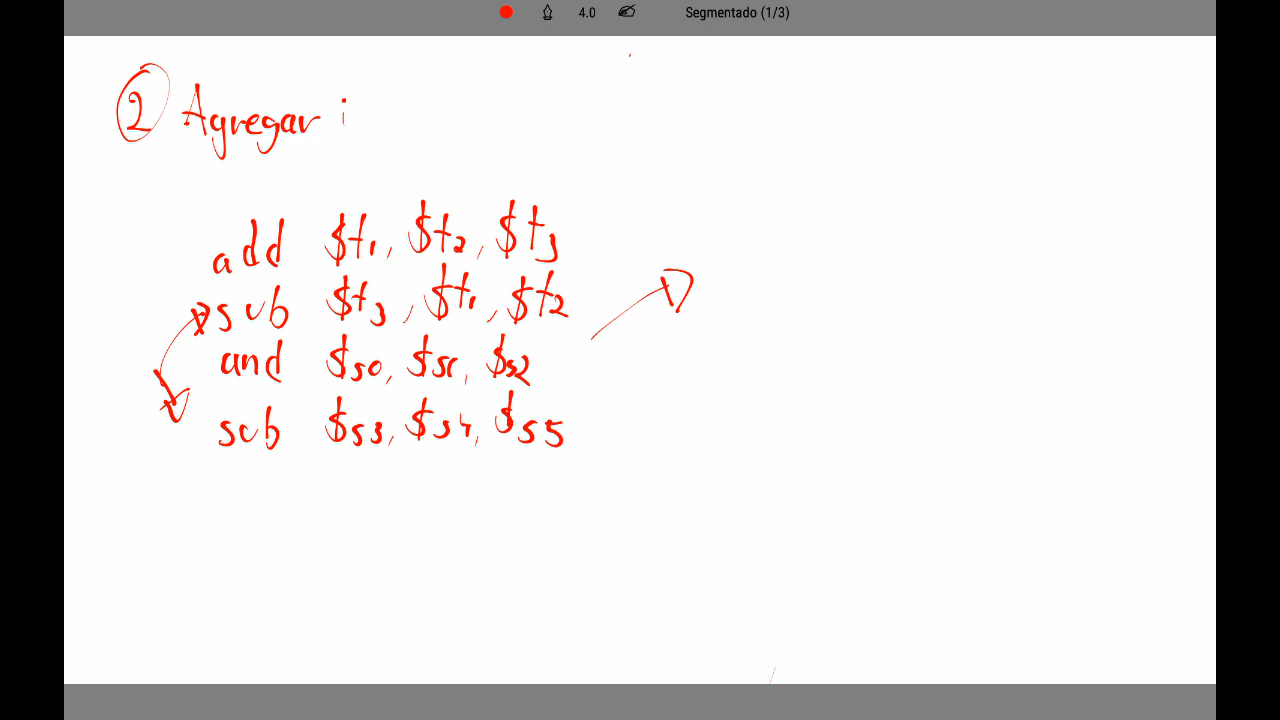 4.0 Segmentado (1/3)
2 Agregar i
add $t1, $t2, $t3
sub $t3, $t1, $t2
and $s0, $s1, $s2
sub $s3, $s4, $s5